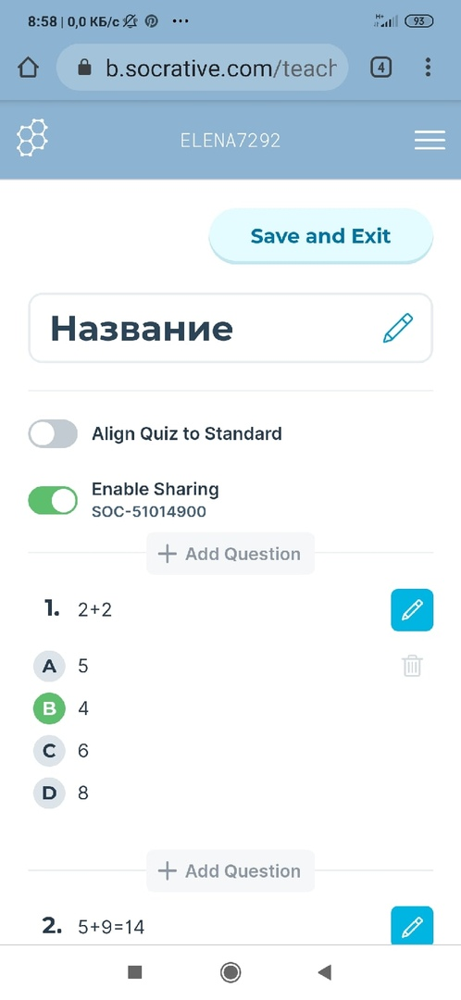 8:58 | 0,0 КБ/с ...
H+ 93
b.socrative.com/teach
4
ELENA7292
Save and Exit
Название
Align Quiz to Standard
Enable Sharing
SOC-51014900
+ Add Question
1. 2+2
A 5
B 4
C 6
D 8
+ Add Question
2. 5+9=14